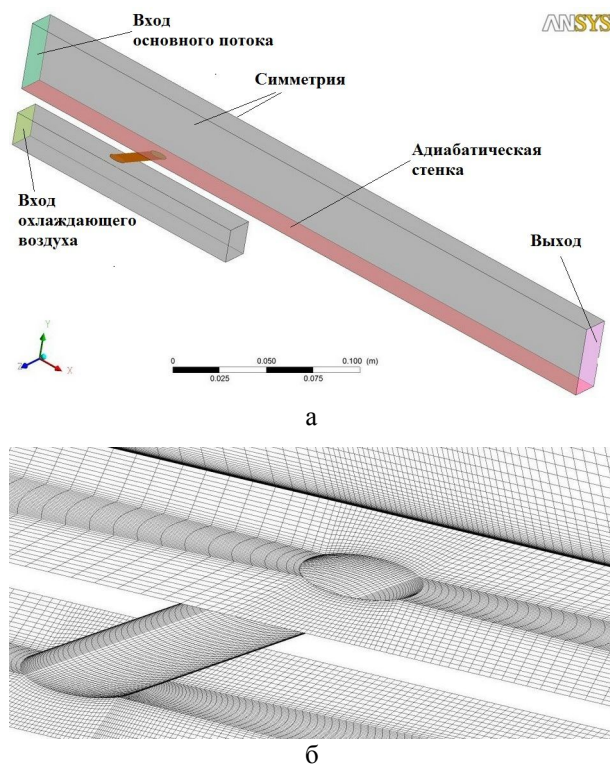 Вход
основного потока
ANSYS
Симметрия
Адиабатическая
стенка
Вход
охлаждающего
воздуха
Выход
Y
Z
X
0
0.050
0.100 (m)
0.025
0.075
а
б